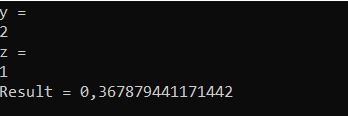 y =
2
z =
1
Result = 0,367879441171442